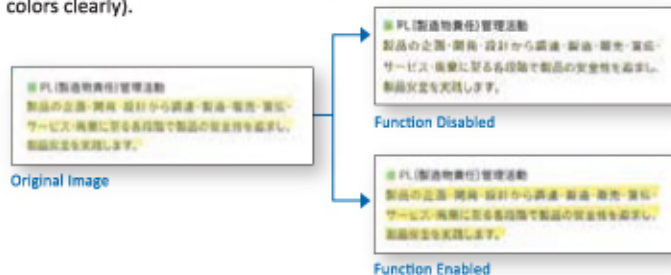 colors clearly).
■ PL(製造物責任)管理活動
製品の企画・開発・設計から調達・製造・販売・宣伝・
サービス・廃棄に至る各段階で製品の安全性を追求し、
製品安全を実践します。
Function Disabled
■ PL(製造物責任)管理活動
製品の企画・開発・設計から調達・製造・販売・宣伝・
サービス・廃棄に至る各段階で製品の安全性を追求し、
製品安全を実践します。
Original Image
■ PL(製造物責任)管理活動
製品の企画・開発・設計から調達・製造・販売・宣伝・
サービス・廃棄に至る各段階で製品の安全性を追求し、
製品安全を実践します。
Function Enabled